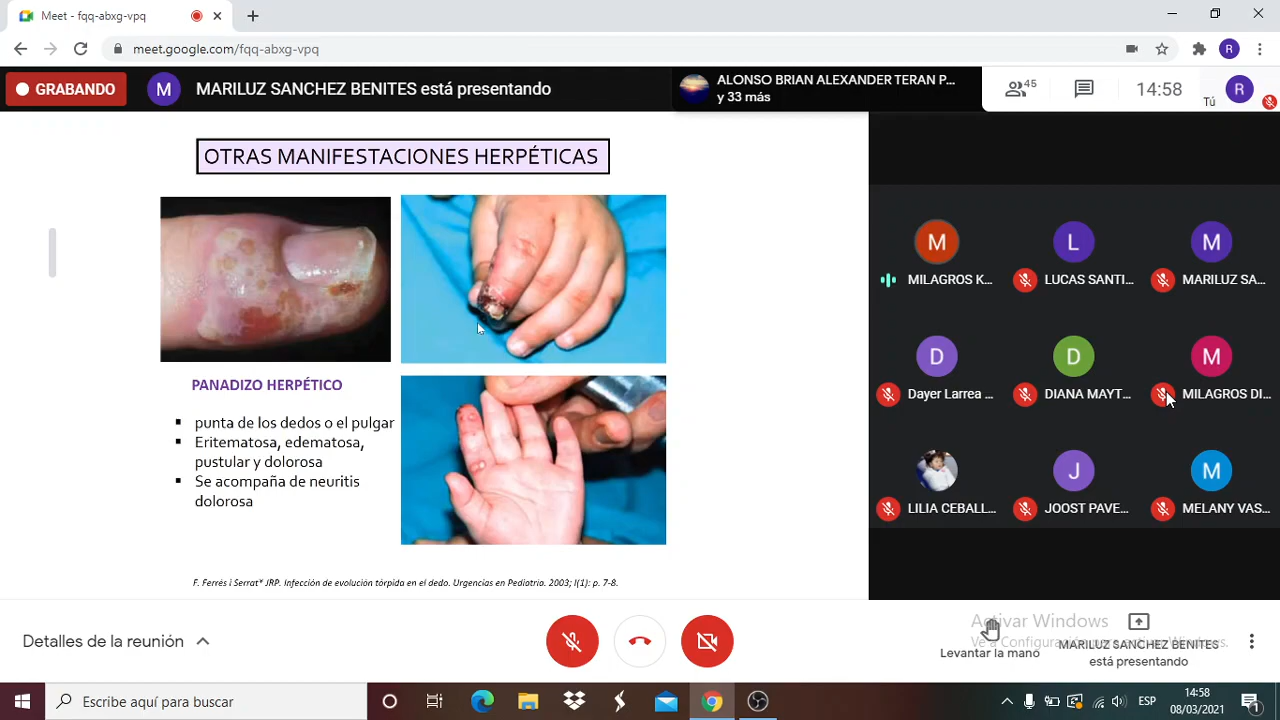 Meet - fqq-abxg-vpq
meet.google.com/fqq-abxg-vpq
R
GRABANDO
M
MARILUZ SANCHEZ BENITES está presentando
ALONSO BRIAN ALEXANDER TERAN P...
y 33 más
45
14:58
Tú
R
OTRAS MANIFESTACIONES HERPÉTICAS
PANADIZO HERPÉTICO
▪ punta de los dedos o el pulgar
▪ Eritematosa, edematosa,
pustular y dolorosa
▪ Se acompaña de neuritis
dolorosa
F. Ferrés i Serrat* JRP. Infección de evolución tórpida en el dedo. Urgencias en Pediatría. 2003; I(1): p. 7-8.
M
L
M
MILAGROS K...
LUCAS SANTI...
MARILUZ SA...
D
D
M
Dayer Larrea ...
DIANA MAYT...
MILAGROS DI...
J
M
LILIA CEBALL...
JOOST PAVE...
MELANY VAS...
Detalles de la reunión
Activar Windows
Ve a Configuración para activar Windows.
Levantar la mano
MARILUZ SANCHEZ BENITES
está presentando
Escribe aquí para buscar
ESP
14:58
08/03/2021
1